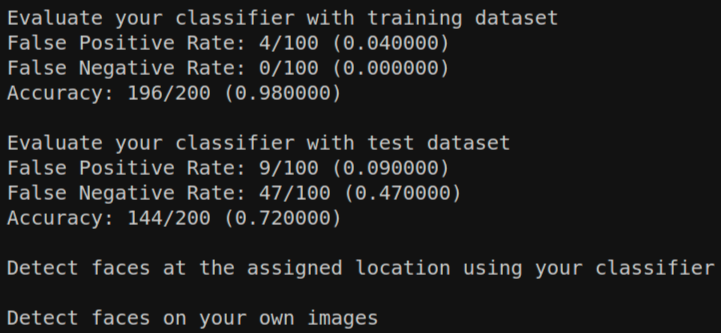 Evaluate your classifier with training dataset
False Positive Rate: 4/100 (0.040000)
False Negative Rate: 0/100 (0.000000)
Accuracy: 196/200 (0.980000)
Evaluate your classifier with test dataset
False Positive Rate: 9/100 (0.090000)
False Negative Rate: 47/100 (0.470000)
Accuracy: 144/200 (0.720000)
Detect faces at the assigned location using your classifier
Detect faces on your own images